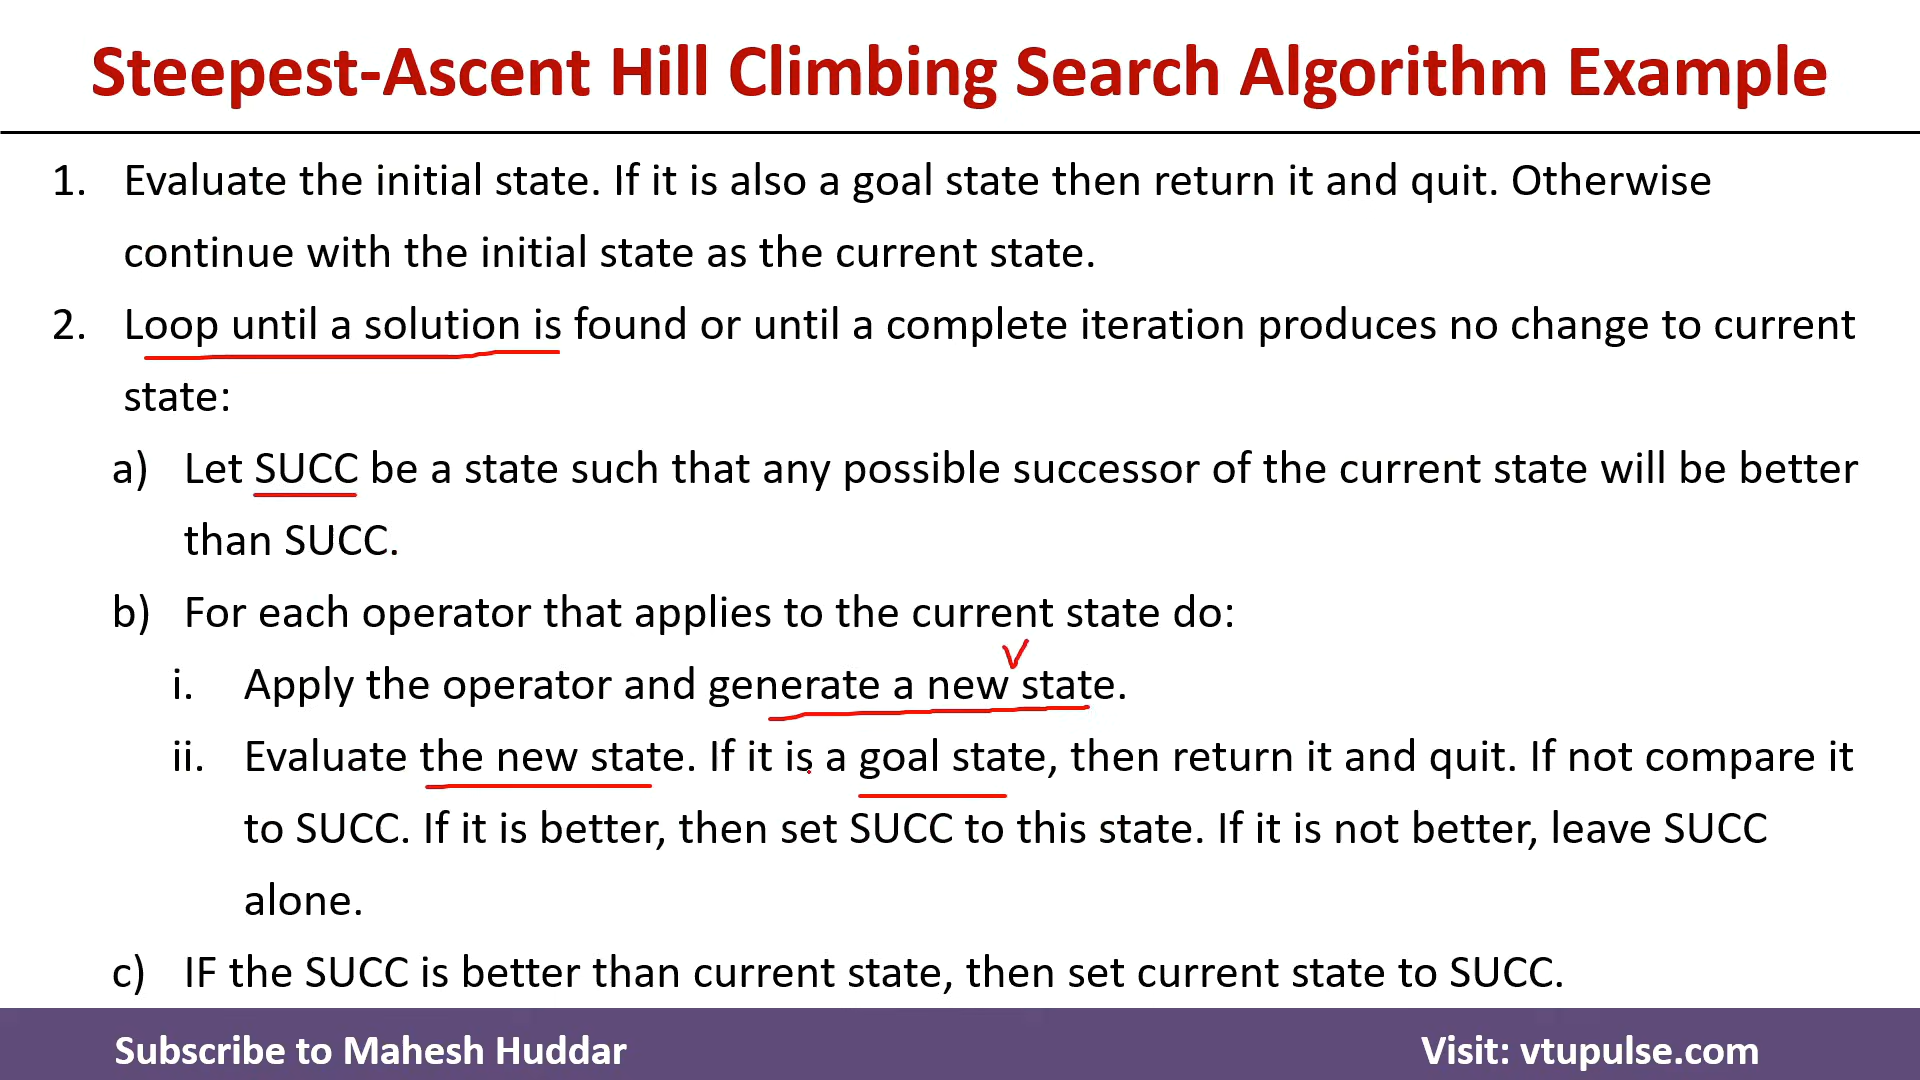 Steepest-Ascent Hill Climbing Search Algorithm Example
1. Evaluate the initial state. If it is also a goal state then return it and quit. Otherwise
continue with the initial state as the current state.
2. Loop until a solution is found or until a complete iteration produces no change to current
state:
a) Let SUCC be a state such that any possible successor of the current state will be better
than SUCC.
b) For each operator that applies to the current state do:
i. Apply the operator and generate a new state.
ii. Evaluate the new state. If it is a goal state, then return it and quit. If not compare it
to SUCC. If it is better, then set SUCC to this state. If it is not better, leave SUCC
alone.
c) IF the SUCC is better than current state, then set current state to SUCC.
Subscribe to Mahesh Huddar
Visit: vtupulse.com